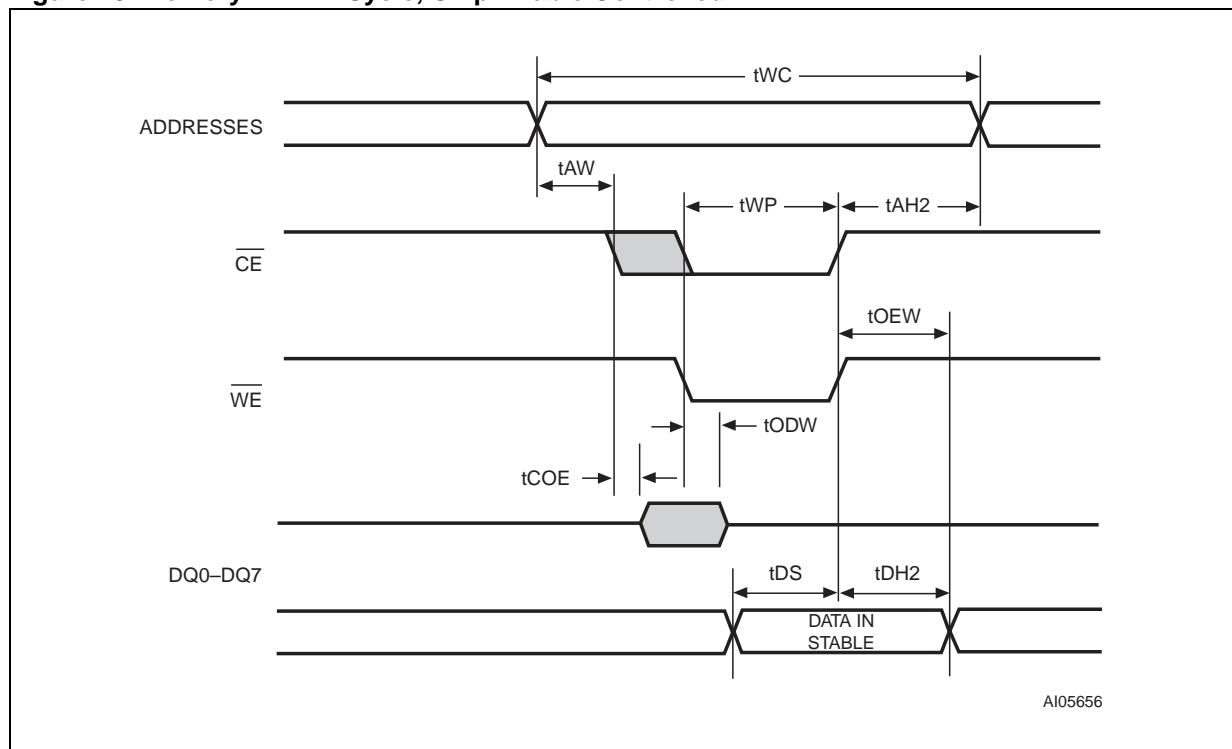 tWC
ADDRESSES
tAW
tWP
tAH2
CE
tOEW
WE
tODW
tCOE
DQ0–DQ7
tDS
tDH2
DATA IN
STABLE
AI05656